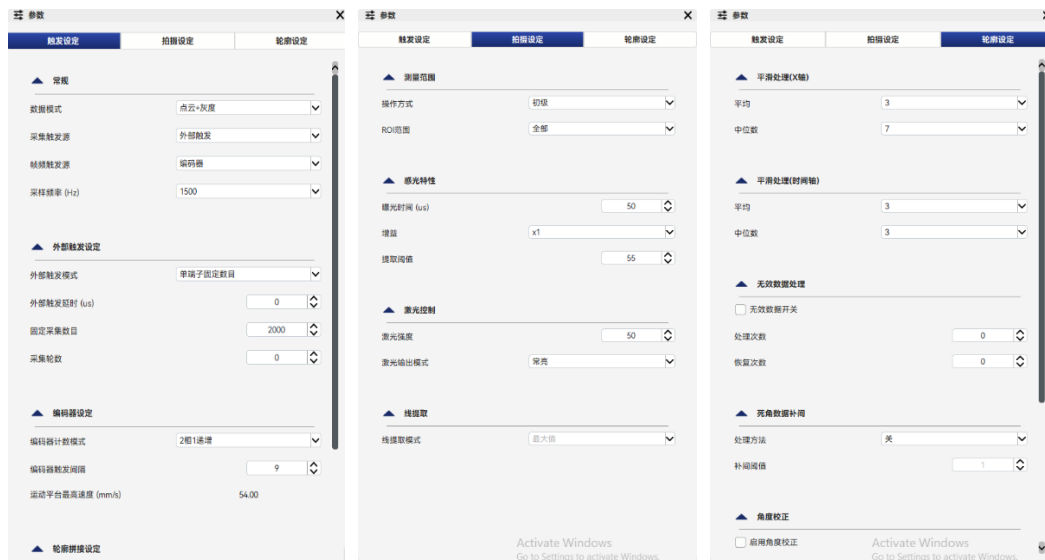 参数
触发设定 拍摄设定 轮廓设定
常规
数据模式 点云+灰度
采集触发源 外部触发
帧频触发源 编码器
采样频率 (Hz) 1500
外部触发设定
外部触发模式 单端子固定数目
外部触发延时 (us) 0
固定采集数目 2000
采集轮数 0
编码器设定
编码器计数模式 2相1递增
编码器触发间隔 9
运动平台最高速度 (mm/s) 54.00
轮廓拼接设定
参数
触发设定 拍摄设定 轮廓设定
测量范围
操作方式 初级
ROI范围 全部
感光特性
曝光时间 (us) 50
增益 x1
提取阈值 55
激光控制
激光强度 50
激光输出模式 常亮
线提取
线提取模式 最大值
Activate Windows
Go to Settings to activate Windows.
参数
触发设定 拍摄设定 轮廓设定
平滑处理(X轴)
平均 3
中位数 7
平滑处理(时间轴)
平均 3
中位数 3
无效数据处理
无效数据开关
处理次数 0
恢复次数 0
死角数据补间
处理方法 关
补间阈值 1
角度校正
启用角度校正
Activate Windows
Go to Settings to activate Windows.